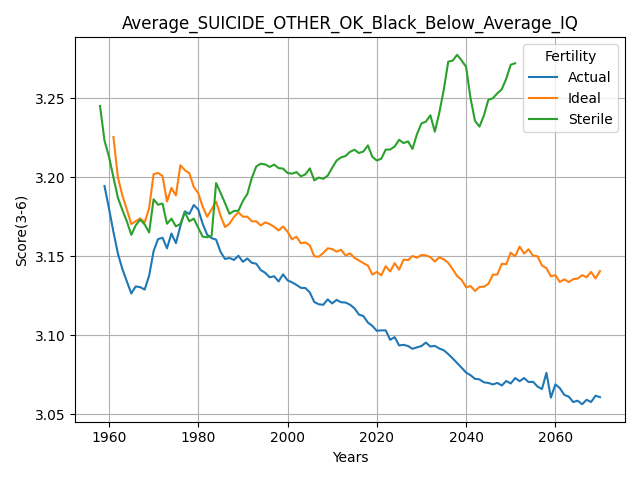 Average_SUICIDE_OTHER_OK_Black_Below_Average_IQ
Fertility
Actual
Ideal
Sterile
Score(3-6)
3.25
3.20
3.15
3.10
3.05
1960
1980
2000
2020
2040
2060
Years